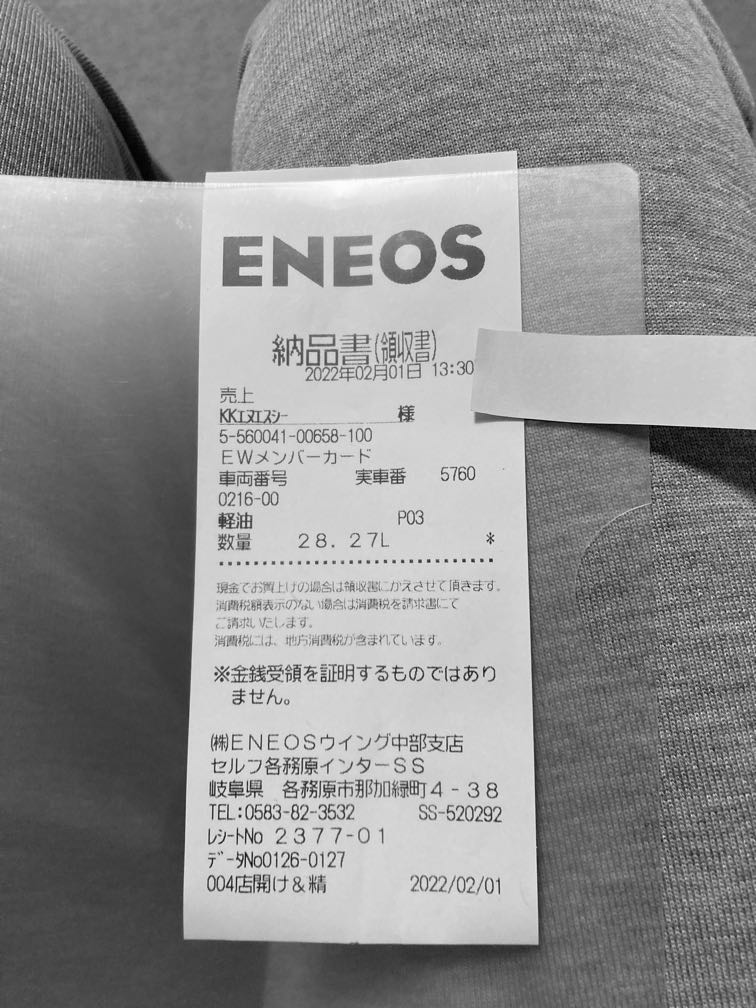 ENEOS
納品書(領収書)
2022年02月01日 13:30
売上
KKエヌエスシー 様
5-560041-00658-100
EWメンバーカード
車両番号 実車番 5760
0216-00
軽油 P03
数量 28.27L *
現金でお買上げの場合は領収書にかえさせて頂きます。
消費税額表示のない場合は消費税を請求書にて
ご請求いたします。
消費税には、地方消費税が含まれています。
※金銭受領を証明するものではあり
ません。
㈱ENEOSウイング中部支店
セルフ各務原インターSS
岐阜県 各務原市那加緑町4-38
TEL:0583-82-3532 SS-520292
レシートNo 2377-01
データNo0126-0127
004店開け&精 2022/02/01